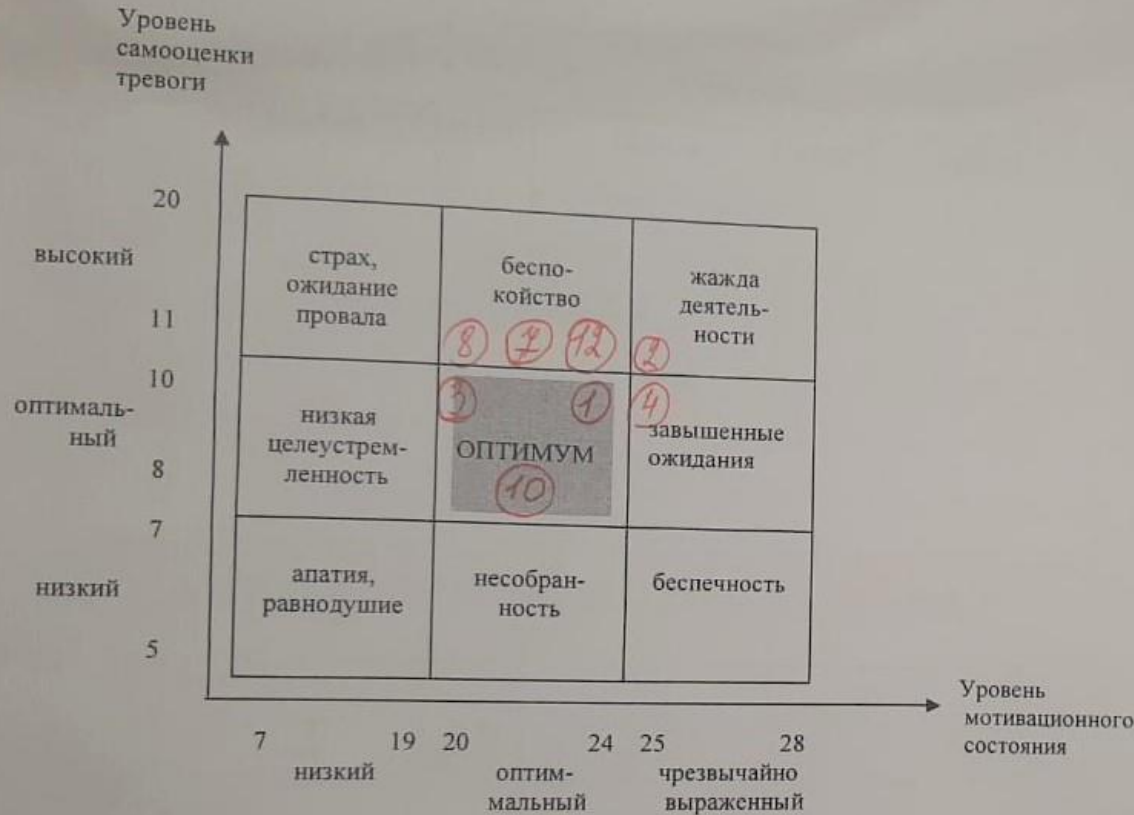 Уровень
самооценки
тревоги
20
высокий
страх,
ожидание
провала
беспо-
койство
жажда
деятель-
ности
11
8 7 12 2
10
3 1 4
оптималь-
ный
низкая
целеустрем-
ленность
ОПТИМУМ
завышенные
ожидания
8
10
7
низкий
апатия,
равнодушие
несобран-
ность
беспечность
5
Уровень
мотивационного
состояния
7 19 20 24 25 28
низкий
оптим-
мальный
чрезвычайно
выраженный